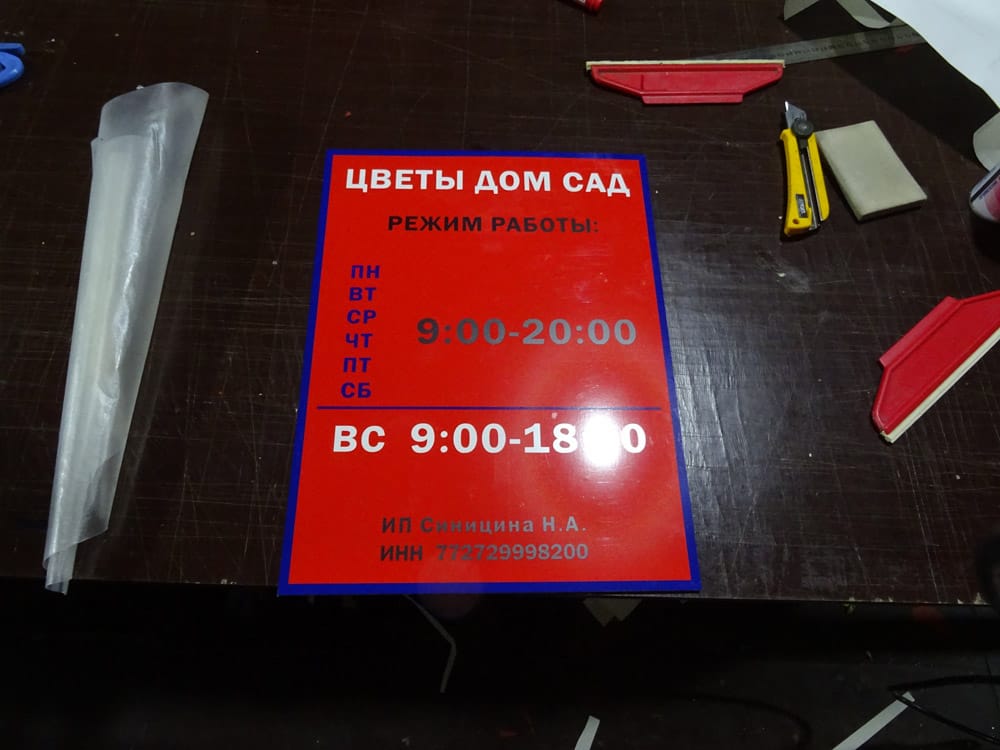 ЦВЕТЫ ДОМ САД
РЕЖИМ РАБОТЫ:
ПН
ВТ
СР
ЧТ
ПТ
СБ
9:00-20:00
ВС 9:00-18:00
ИП Синицина Н.А.
ИНН 772729998200